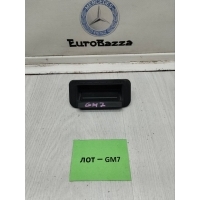 EuroBazza
GM7
ЛОТ – GM7